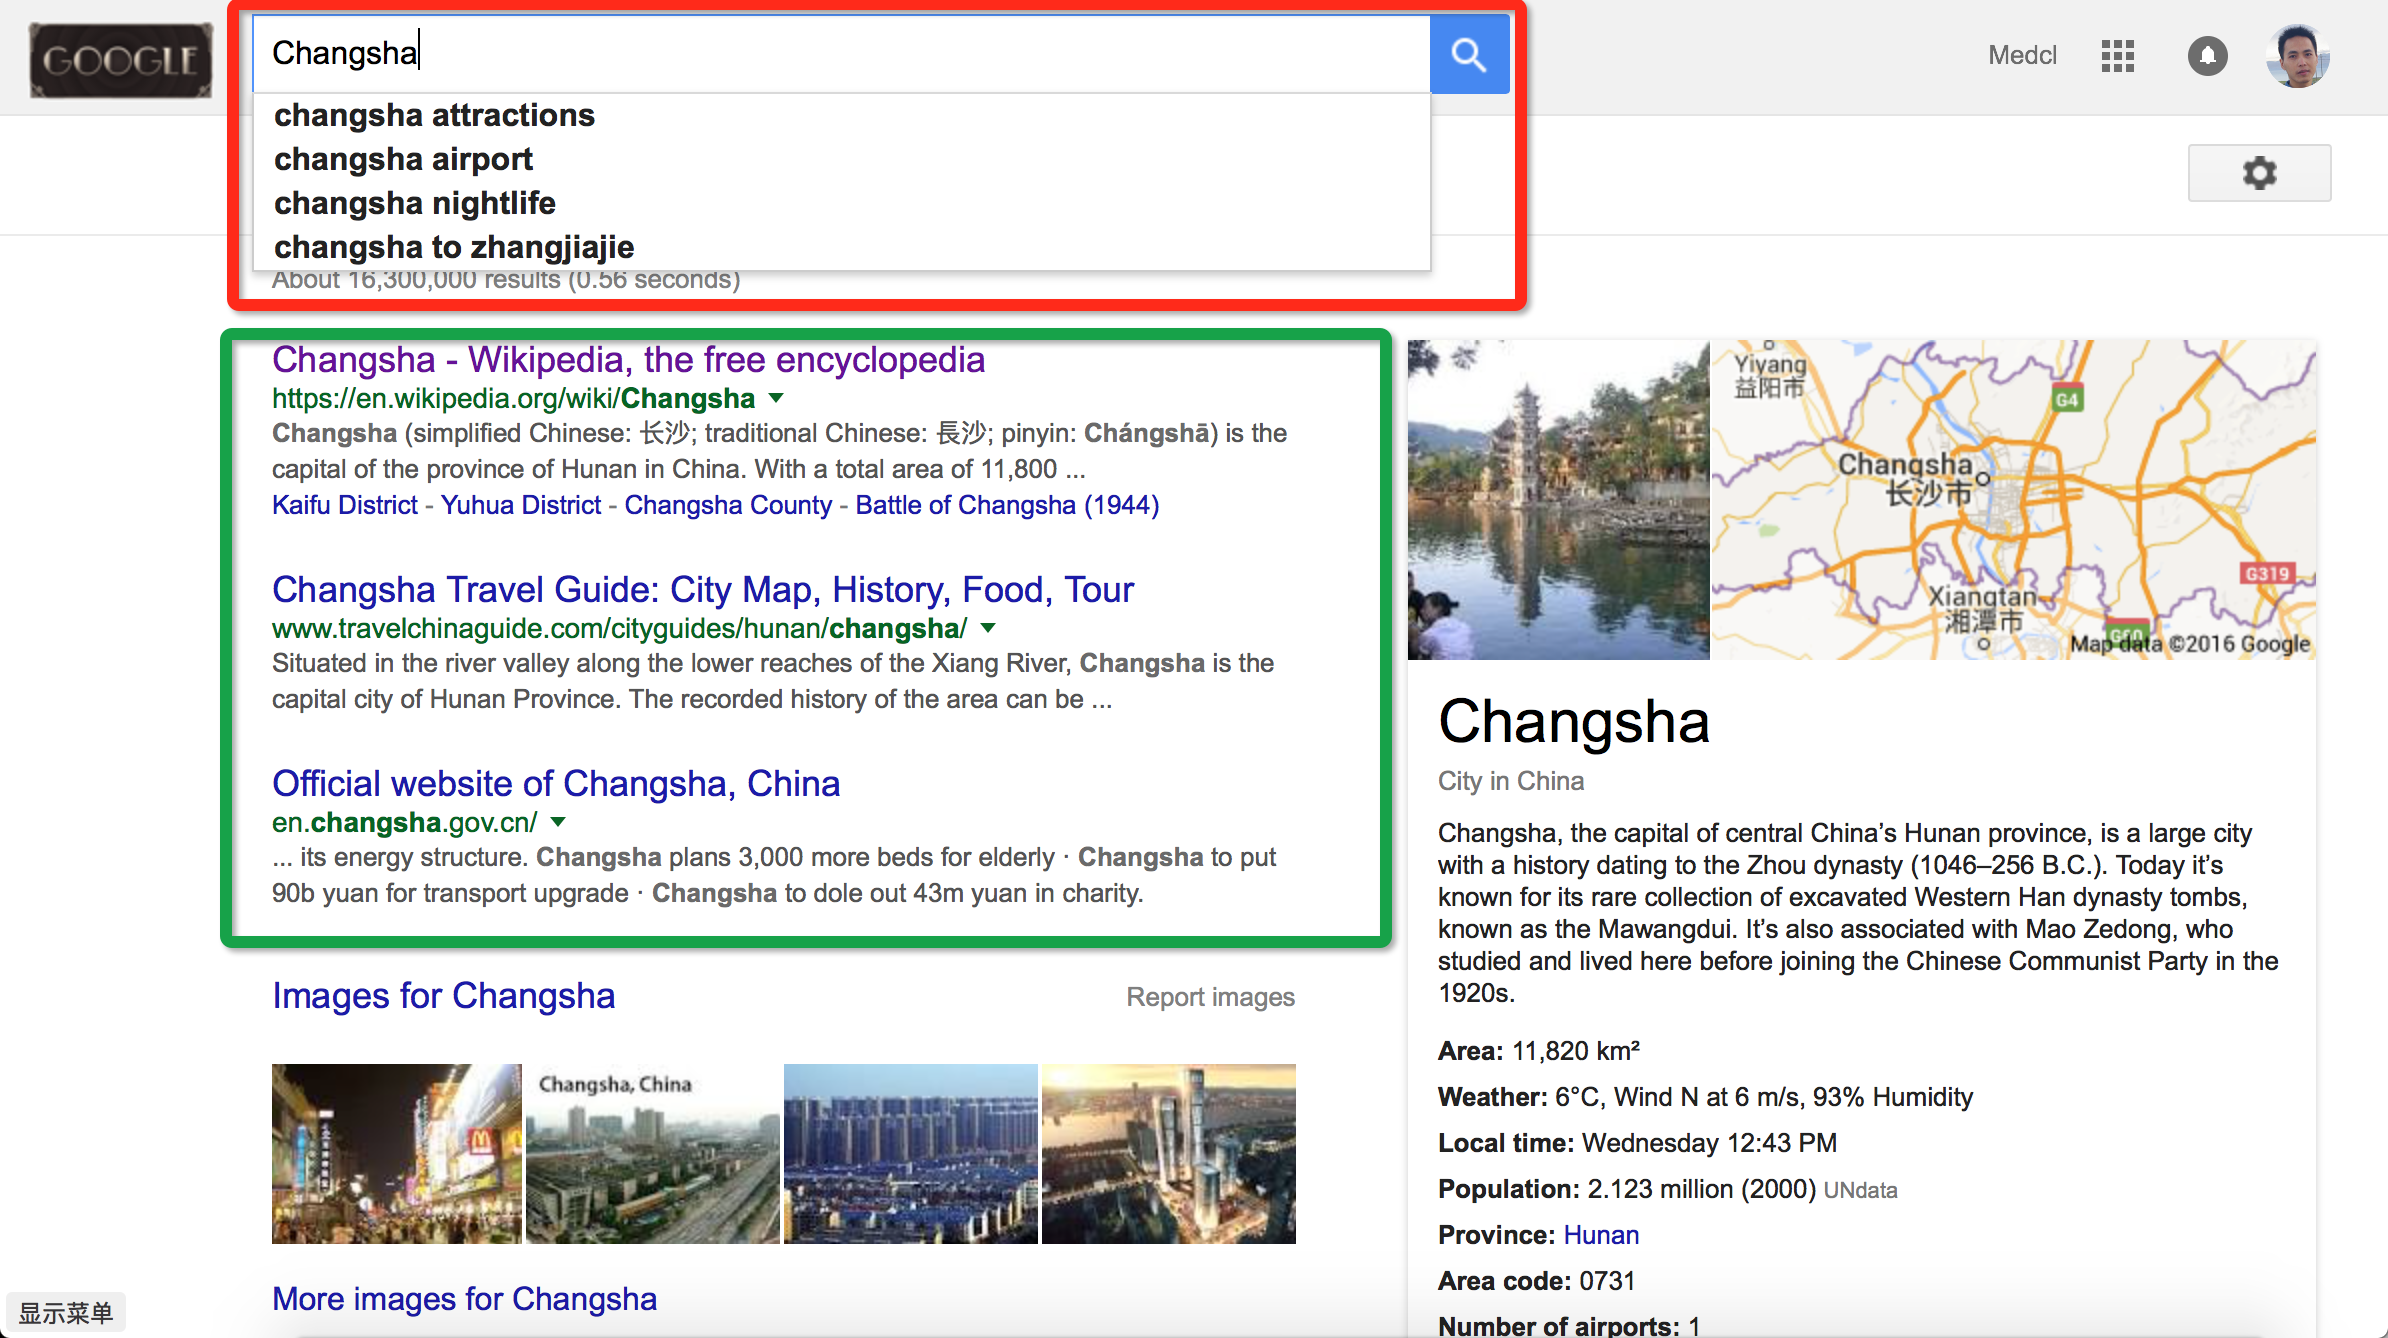 GOOGLE
Changsha
Medcl
changsha attractions
changsha airport
changsha nightlife
changsha to zhangjiajie
About 16,300,000 results (0.56 seconds)
Changsha - Wikipedia, the free encyclopedia
https://en.wikipedia.org/wiki/Changsha
Changsha (simplified Chinese: 长沙; traditional Chinese: 長沙; pinyin: Chángshā) is the
capital of the province of Hunan in China. With a total area of 11,800 ...
Kaifu District - Yuhua District - Changsha County - Battle of Changsha (1944)
Changsha Travel Guide: City Map, History, Food, Tour
www.travelchinaguide.com/cityguides/hunan/changsha/
Situated in the river valley along the lower reaches of the Xiang River, Changsha is the
capital city of Hunan Province. The recorded history of the area can be ...
Official website of Changsha, China
en.changsha.gov.cn/
... its energy structure. Changsha plans 3,000 more beds for elderly · Changsha to put
90b yuan for transport upgrade · Changsha to dole out 43m yuan in charity.
Images for Changsha
Report images
Changsha, China
More images for Changsha
显示菜单
Yiyang
益阳市
G4
Changsha
长沙市
G319
Xiangtan
湘潭市
Map data ©2016 Google
Changsha
City in China
Changsha, the capital of central China’s Hunan province, is a large city
with a history dating to the Zhou dynasty (1046–256 B.C.). Today it’s
known for its rare collection of excavated Western Han dynasty tombs,
known as the Mawangdui. It’s also associated with Mao Zedong, who
studied and lived here before joining the Chinese Communist Party in the
1920s.
Area: 11,820 km²
Weather: 6°C, Wind N at 6 m/s, 93% Humidity
Local time: Wednesday 12:43 PM
Population: 2.123 million (2000) UNdata
Province: Hunan
Area code: 0731
Number of airports: 1